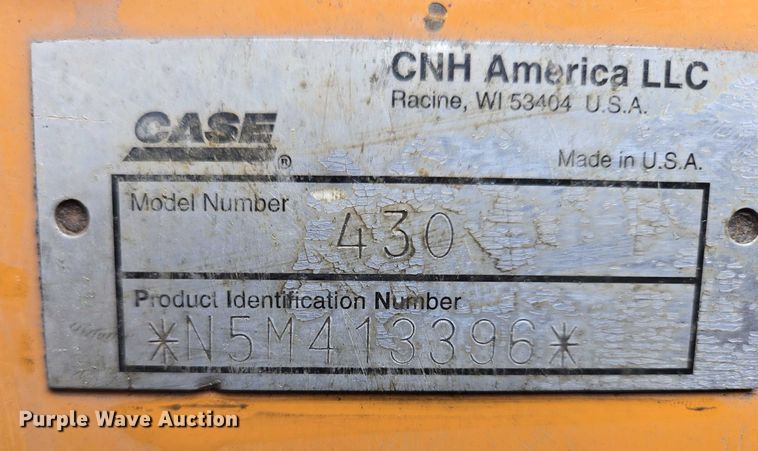 CNH America LLC
Racine, WI 53404 U.S.A.
CASE
®
Made in U.S.A.
Model Number
430
Product Identification Number
*N5M413396*
Purple Wave Auction